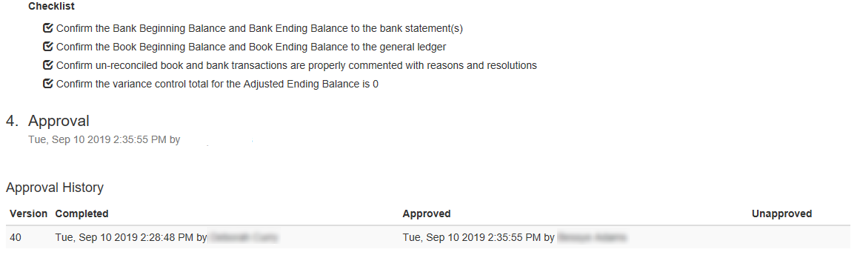 Checklist
Confirm the Bank Beginning Balance and Bank Ending Balance to the bank statement(s)
Confirm the Book Beginning Balance and Book Ending Balance to the general ledger
Confirm un-reconciled book and bank transactions are properly commented with reasons and resolutions
Confirm the variance control total for the Adjusted Ending Balance is 0
4. Approval
Tue, Sep 10 2019 2:35:55 PM by
Approval History
Version Completed Approved Unapproved
40 Tue, Sep 10 2019 2:28:48 PM by Tue, Sep 10 2019 2:35:55 PM by